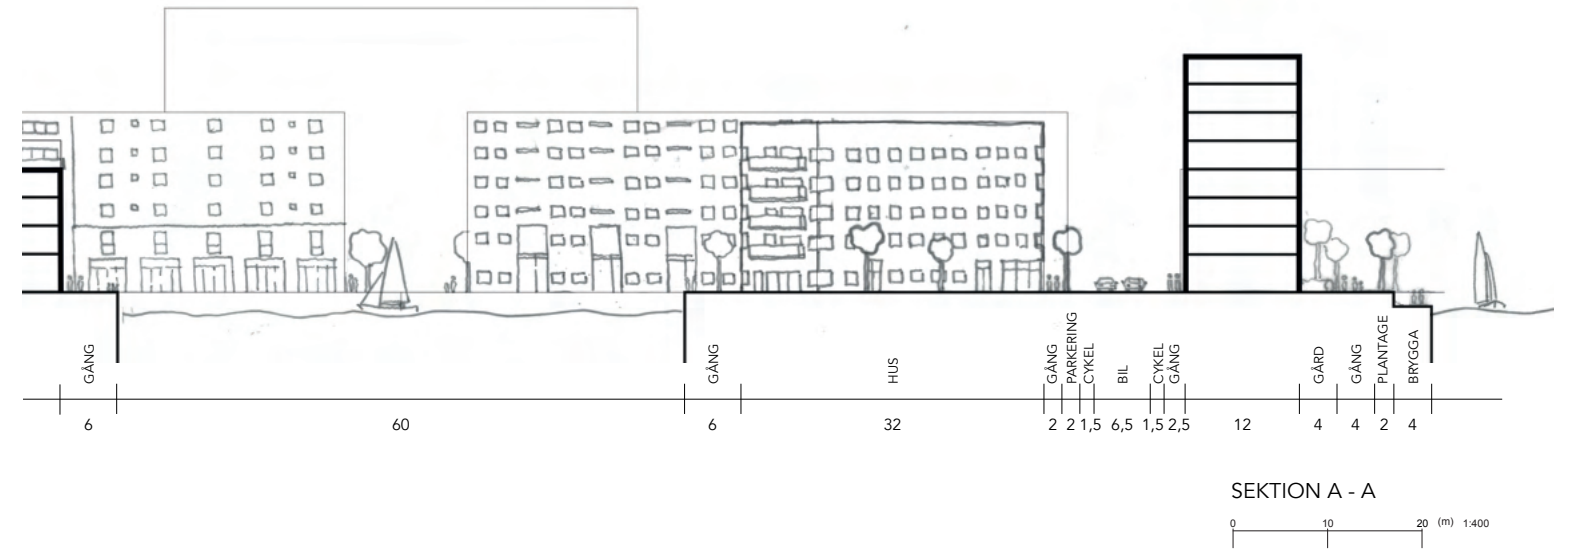 GÅNG
GÅNG
HUS
GÅNG
PARKERING
CYKEL
BIL
CYKEL
GÅNG
GÅRD
GÅNG
PLANTAGE
BRYGGA
6 60 6 32 2 2 1,5 6,5 1,5 2,5 12 4 4 2 4
SEKTION A - A
0 10 20 (m) 1:400